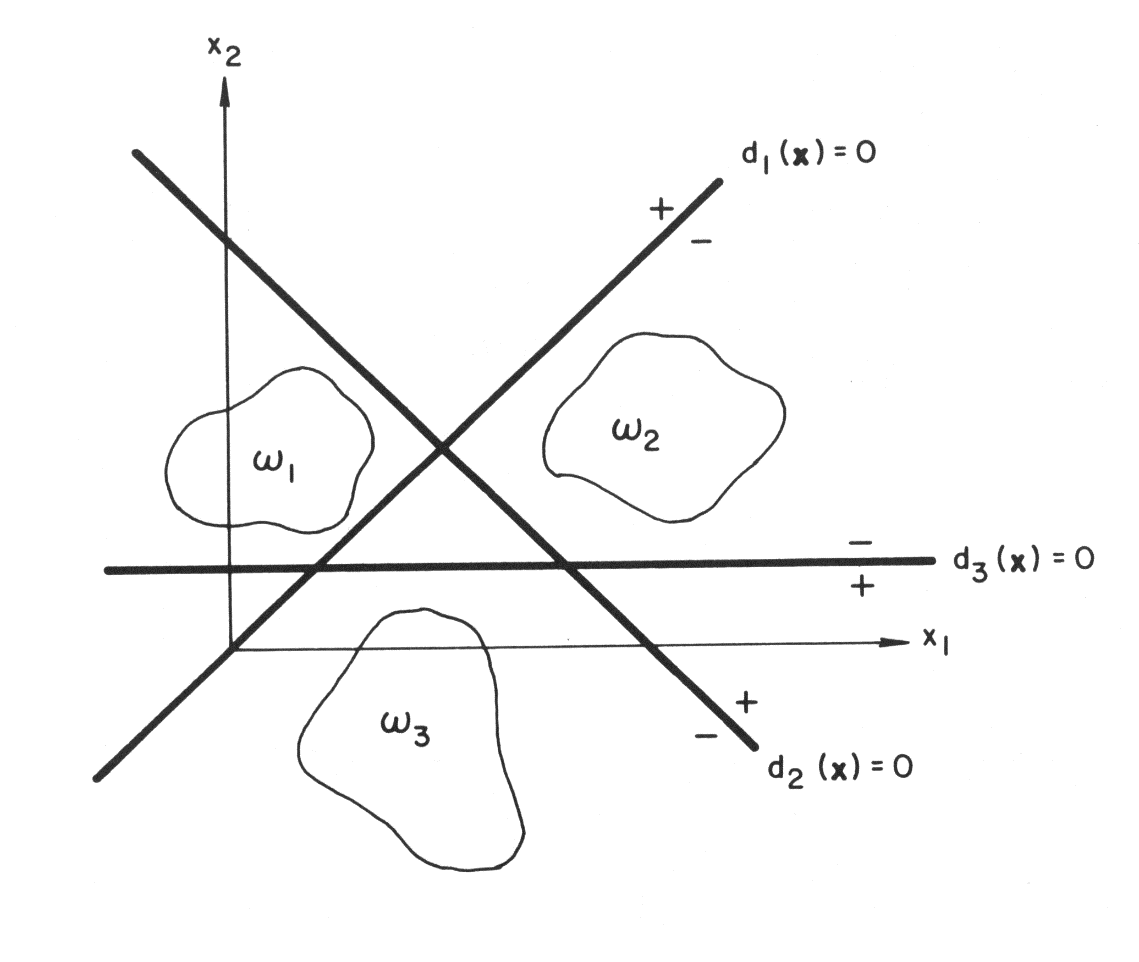 x₂
d₁(x)=0
+
−
ω₁
ω₂
−
d₃(x)=0
+
x₁
ω₃
+
−
d₂(x)=0